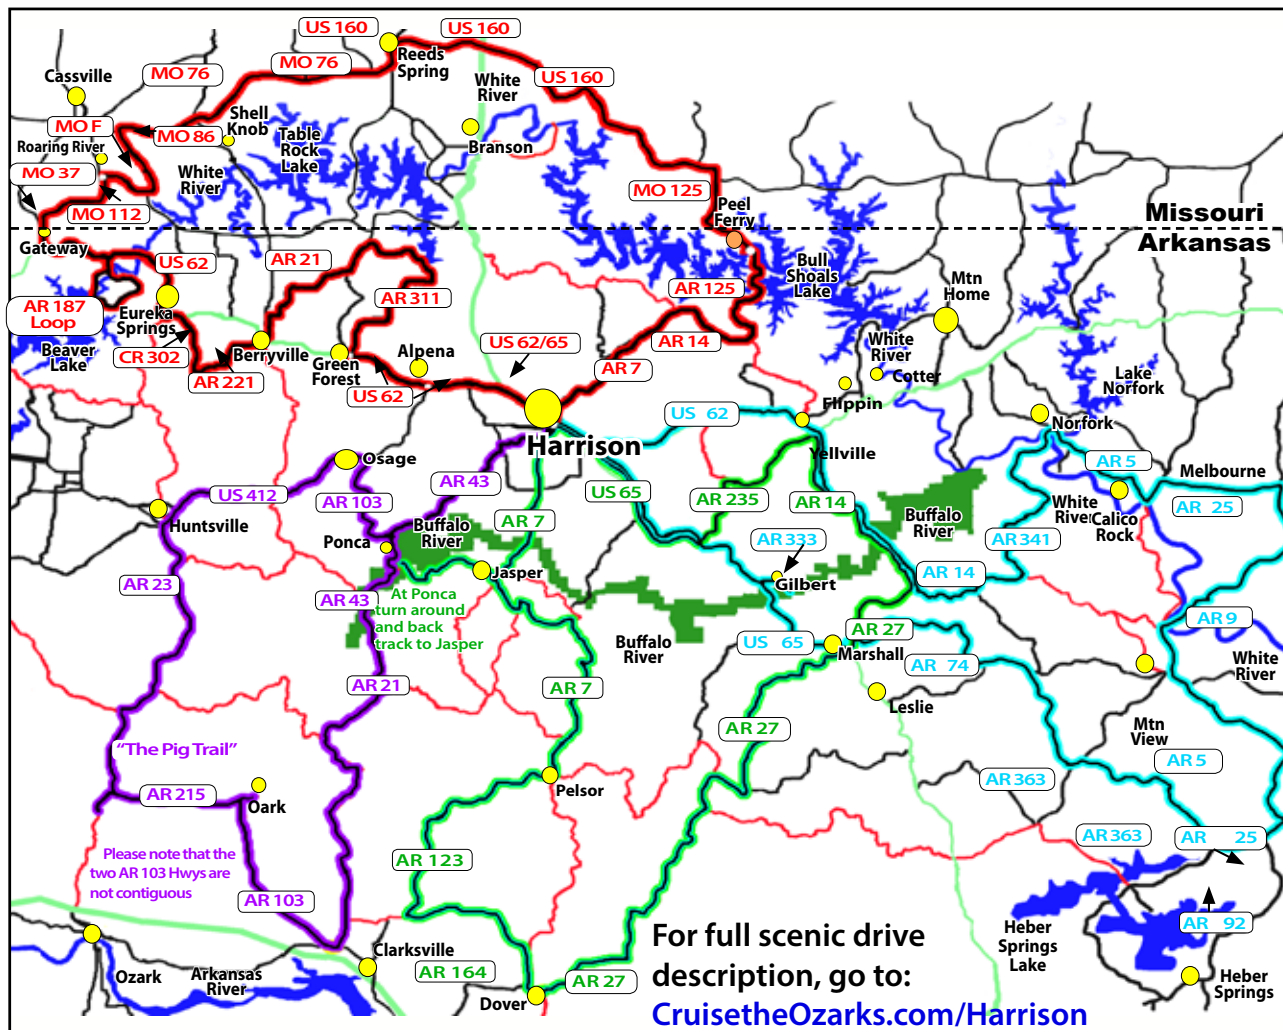 US 160
US 160
Reeds
Spring
MO 76
MO 76
US 160
Cassville
White
River
Shell
Knob
MO F
MO 86
Table
Rock
Lake
Branson
Roaring River
MO 37
White
River
MO 125
MO 112
Peel
Ferry
Missouri
Arkansas
Gateway
US 62
AR 21
Bull
Shoals
Lake
Mtn
Home
AR 187
Loop
AR 311
AR 125
Eureka
Springs
Beaver
Lake
CR 302
Berryville
Green
Forest
Alpena
US 62/65
AR 14
White
River
AR 221
AR 7
Cotter
Lake
Norfork
US 62
Flippin
US 62
Norfork
Harrison
Yellville
Osage
AR 5
Melbourne
US 412
AR 103
AR 43
US 65
AR 235
AR 14
AR 25
Huntsville
Buffalo
River
AR 7
Buffalo
River
White
River
Calico
Rock
Ponca
AR 333
AR 341
Jasper
Gilbert
AR 14
AR 23
AR 43
At Ponca
turn around
and back
track to Jasper
Buffalo
River
US 65
AR 27
AR 9
Marshall
AR 74
White
River
AR 21
AR 7
Leslie
AR 27
Mtn
View
"The Pig Trail"
AR 5
AR 215
Oark
Pelsor
AR 363
AR 363
AR 25
Please note that the
two AR 103 Hwys are
not contiguous
AR 123
AR 103
AR 92
Heber
Springs
Lake
For full scenic drive
description, go to:
CruisetheOzarks.com/Harrison
Clarksville
Ozark
Arkansas
River
AR 164
AR 27
Dover
Heber
Springs